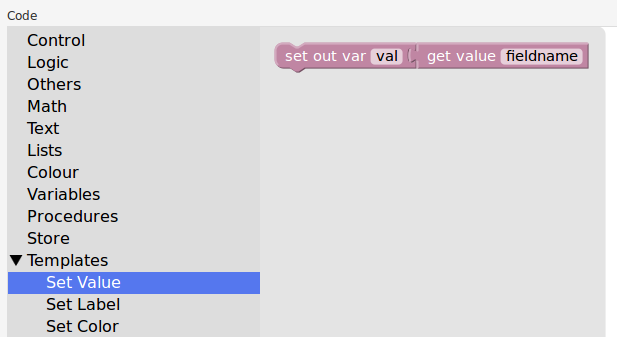 Code
Control
set out var val get value fieldname
Logic
Others
Math
Text
Lists
Colour
Variables
Procedures
Store
Templates
Set Value
Set Label
Set Color